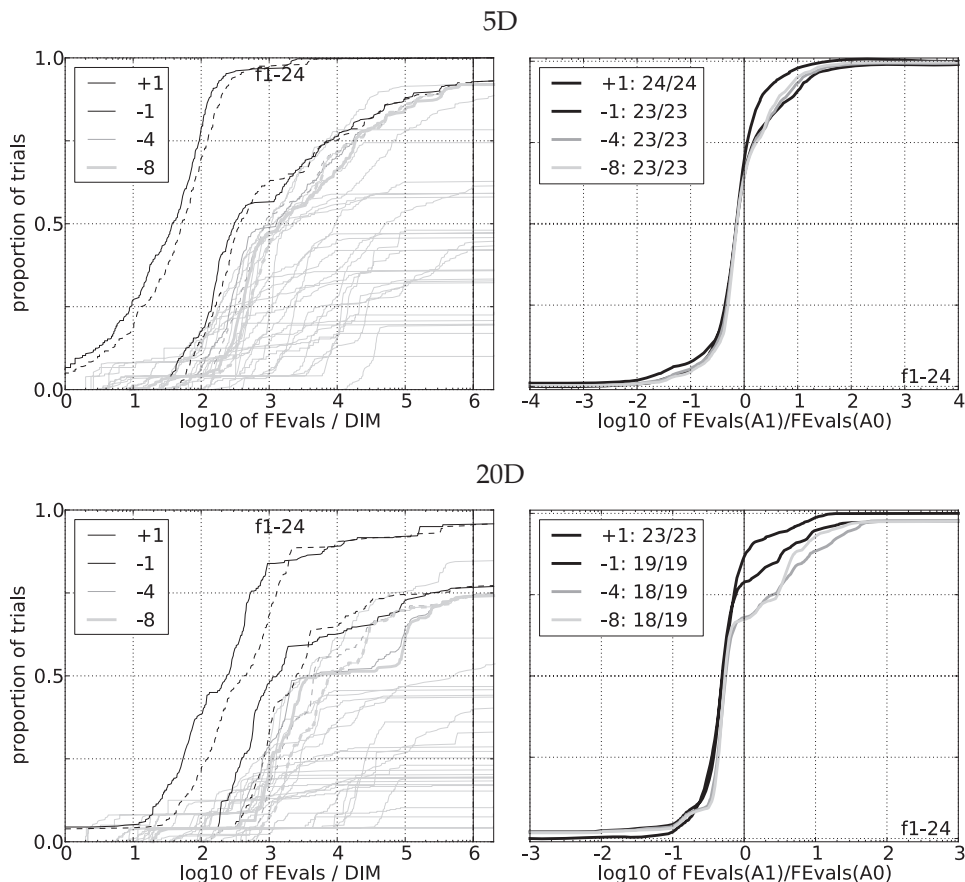 5D
1.0
0.5
0.0
proportion of trials
+1
-1
-4
-8
f1-24
0 1 2 3 4 5 6
log10 of FEvals / DIM
+1: 24/24
-1: 23/23
-4: 23/23
-8: 23/23
f1-24
-4 -3 -2 -1 0 1 2 3 4
log10 of FEvals(A1)/FEvals(A0)
20D
1.0
0.5
0.0
proportion of trials
+1
-1
-4
-8
f1-24
0 1 2 3 4 5 6
log10 of FEvals / DIM
+1: 23/23
-1: 19/19
-4: 18/19
-8: 18/19
f1-24
-3 -2 -1 0 1 2 3
log10 of FEvals(A1)/FEvals(A0)